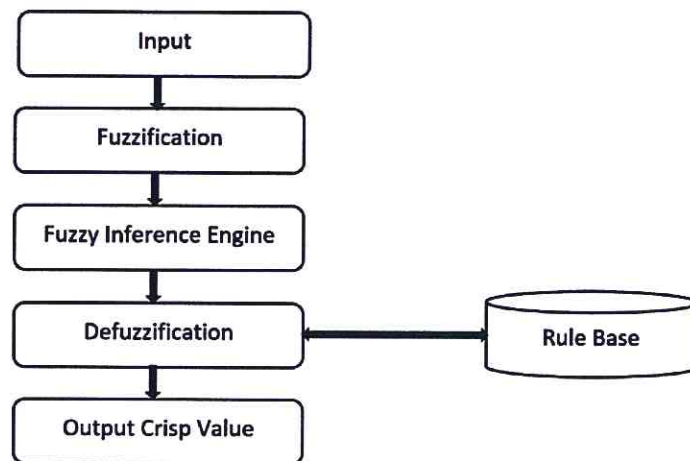 Input
Fuzzification
Fuzzy Inference Engine
Defuzzification
Rule Base
Output Crisp Value